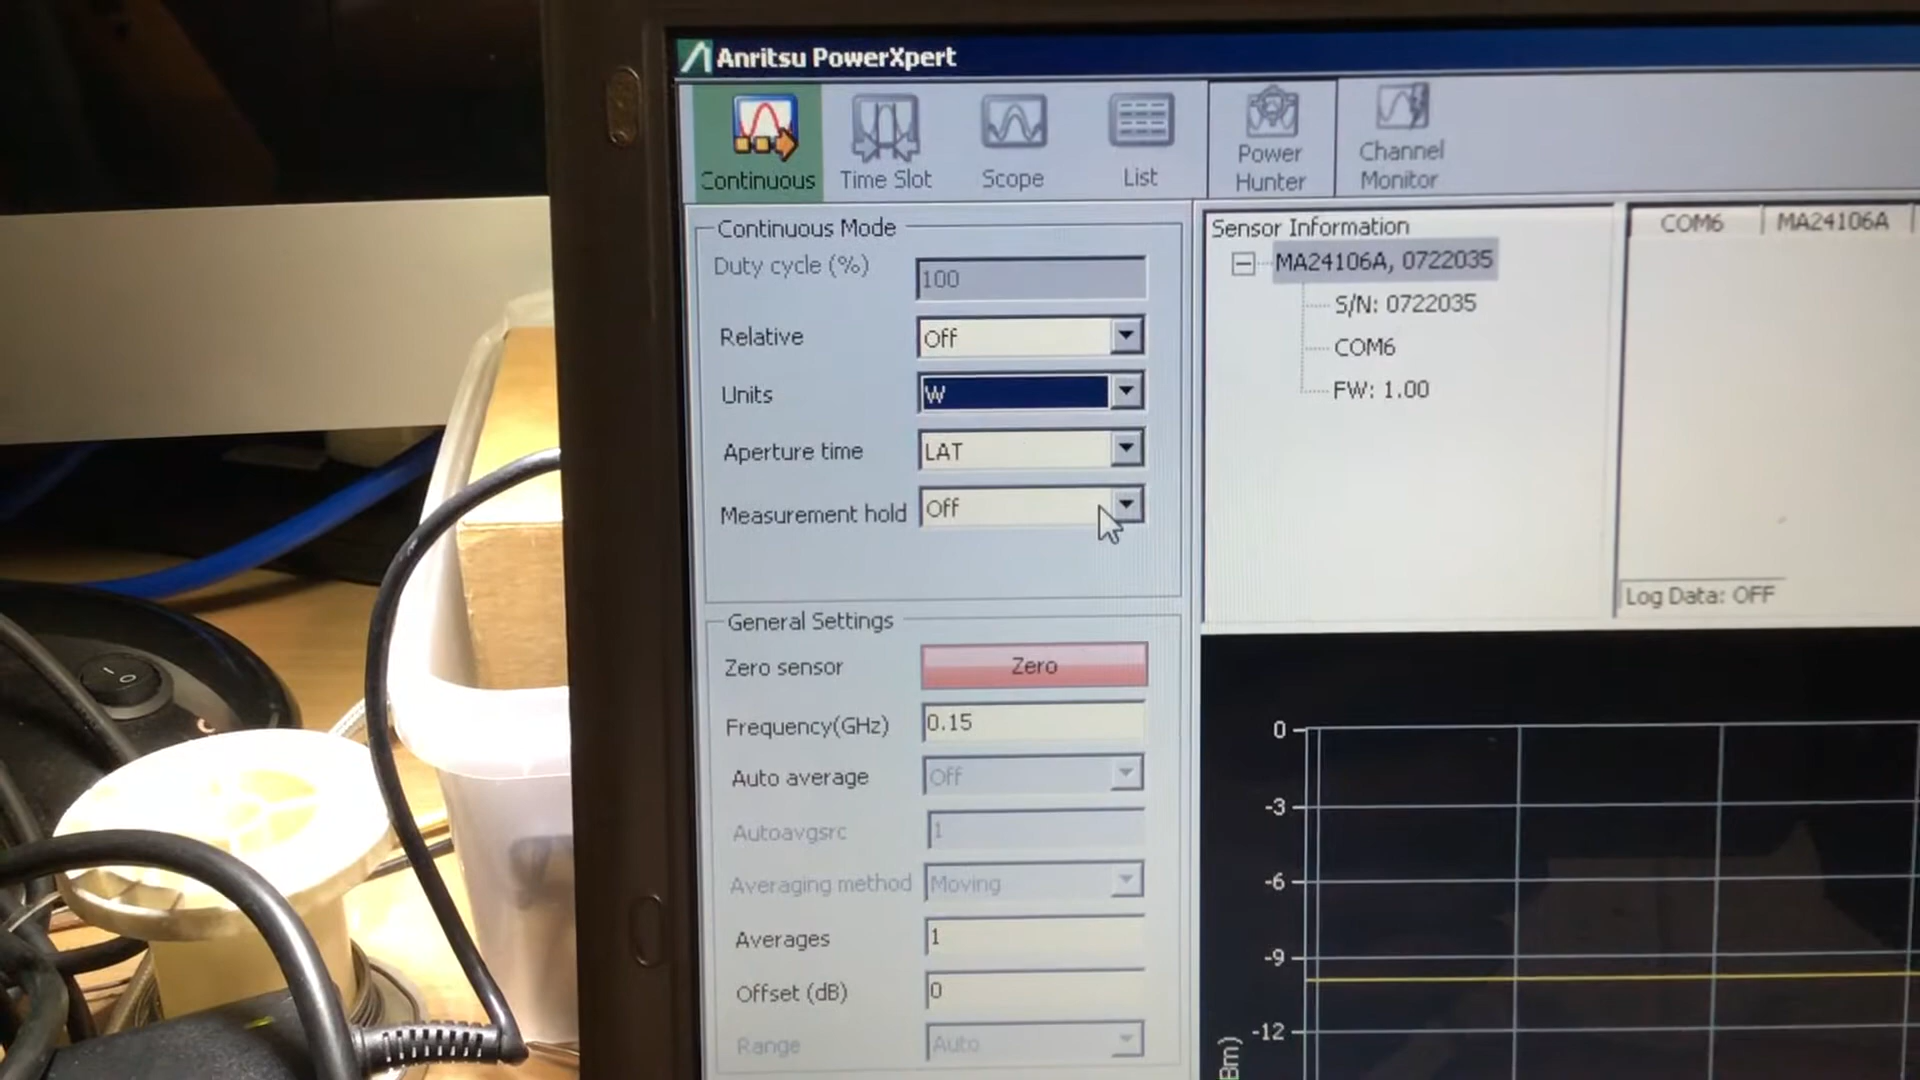 Anritsu PowerXpert
Continuous
Time Slot
Scope
List
Power
Hunter
Channel
Monitor
Continuous Mode
Duty cycle (%)
100
Relative
Off
Units
W
Aperture time
LAT
Measurement hold
Off
General Settings
Zero sensor
Zero
Frequency(GHz)
0.15
Auto average
Off
Autoavgsrc
1
Averaging method
Moving
Averages
1
Offset (dB)
0
Range
Auto
Sensor Information
MA24106A, 0722035
S/N: 0722035
COM6
FW: 1.00
COM6
MA24106A
Log Data: OFF
0
-3
-6
-9
-12
Bm)